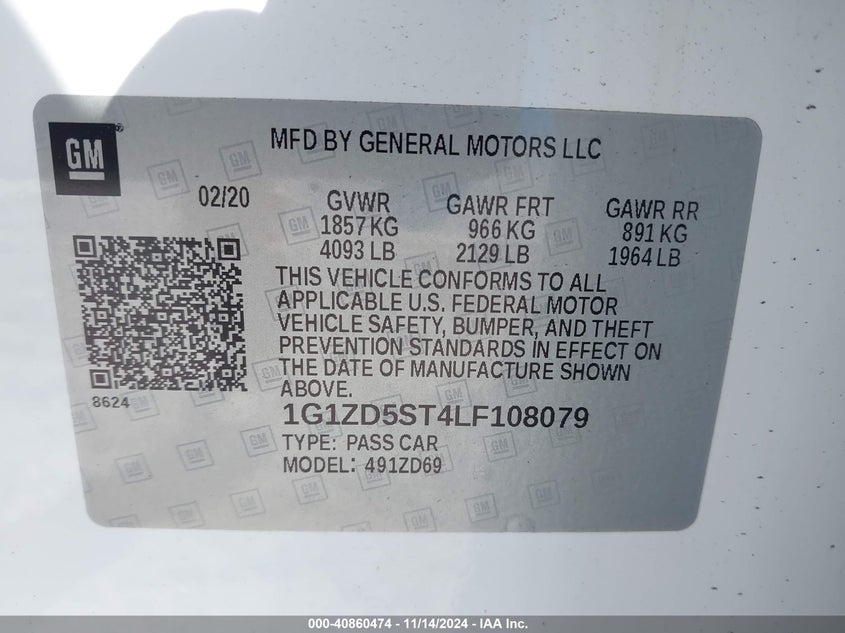 GM
MFD BY GENERAL MOTORS LLC
02/20
GVWR
1857 KG
4093 LB
GAWR FRT
966 KG
2129 LB
GAWR RR
891 KG
1964 LB
THIS VEHICLE CONFORMS TO ALL
APPLICABLE U.S. FEDERAL MOTOR
VEHICLE SAFETY, BUMPER, AND THEFT
PREVENTION STANDARDS IN EFFECT ON
THE DATE OF MANUFACTURE SHOWN
ABOVE.
8624
1G1ZD5ST4LF108079
TYPE: PASS CAR
MODEL: 491ZD69
000-40860474 - 11/14/2024 - IAA Inc.